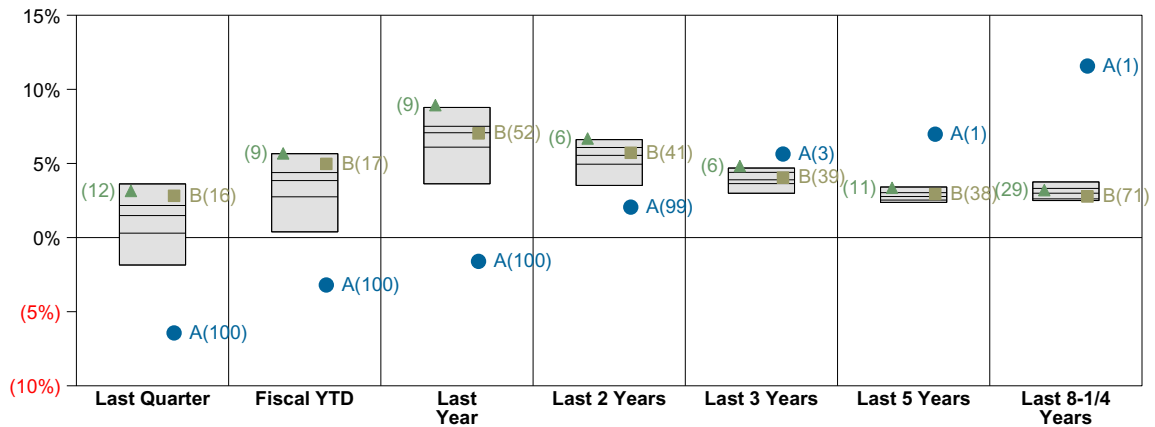 15%
10%
5%
0%
(5%)
(10%)
(12)
B(16)
A(100)
(9)
B(17)
A(100)
(9)
B(52)
A(100)
(6)
B(41)
A(99)
(6)
A(3)
B(39)
(11)
A(1)
B(38)
(29)
A(1)
B(71)
Last Quarter
Fiscal YTD
Last
Year
Last 2 Years
Last 3 Years
Last 5 Years
Last 8-1/4
Years